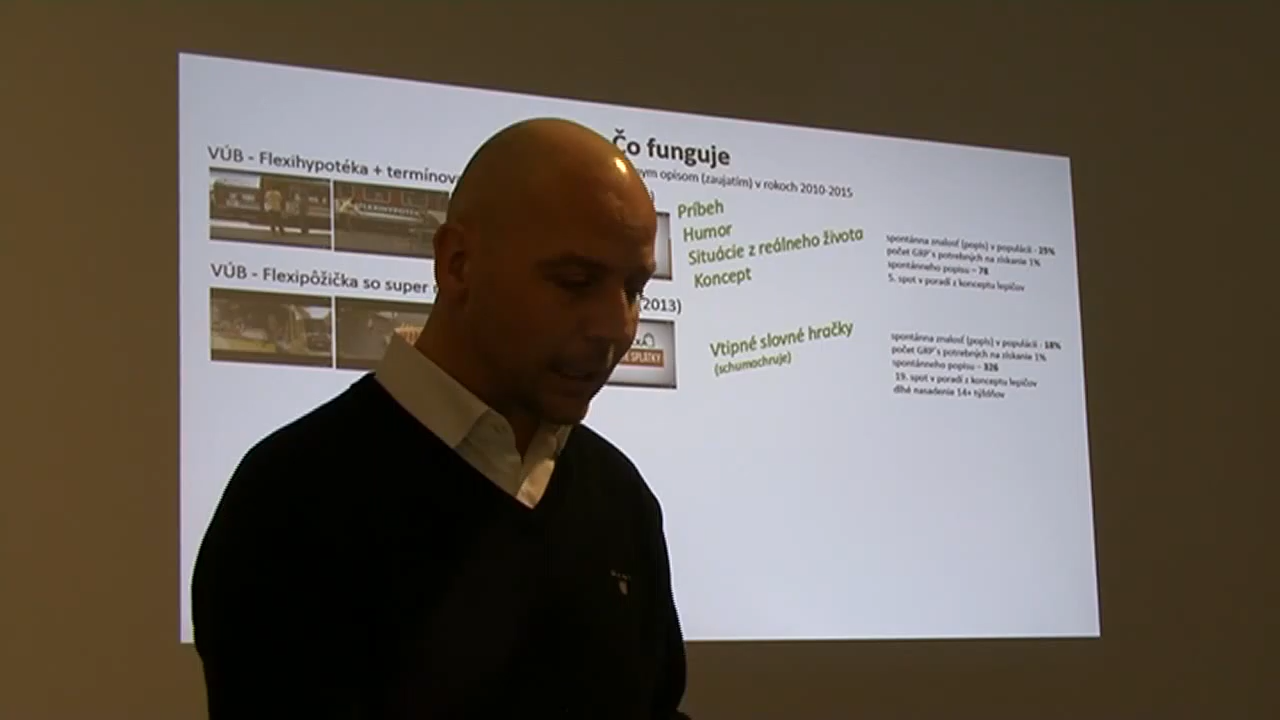 Čo funguje
opisom (zaujatím) v rokoch 2010-2015
VÚB - Flexihypotéka + termínov
FLEXIHYPOTÉK
Príbeh
Humor
Situácie z reálneho života
Koncept
spontánna znalosť (popis) v populácii - 25%
počet GRP's potrebných na získanie 1%
spontánneho popisu – 78
5. spot v poradí z konceptu lepičov
VÚB - Flexipôžička so super
2013)
SPLÁTKY
Vtipné slovné hračky
(schumachruje)
spontánna znalosť (popis) v populácii - 18%
počet GRP's potrebných na získanie 1%
spontánneho popisu – 326
19. spot v poradí z konceptu lepičov
dlhé nasadenie 14+ týždňov